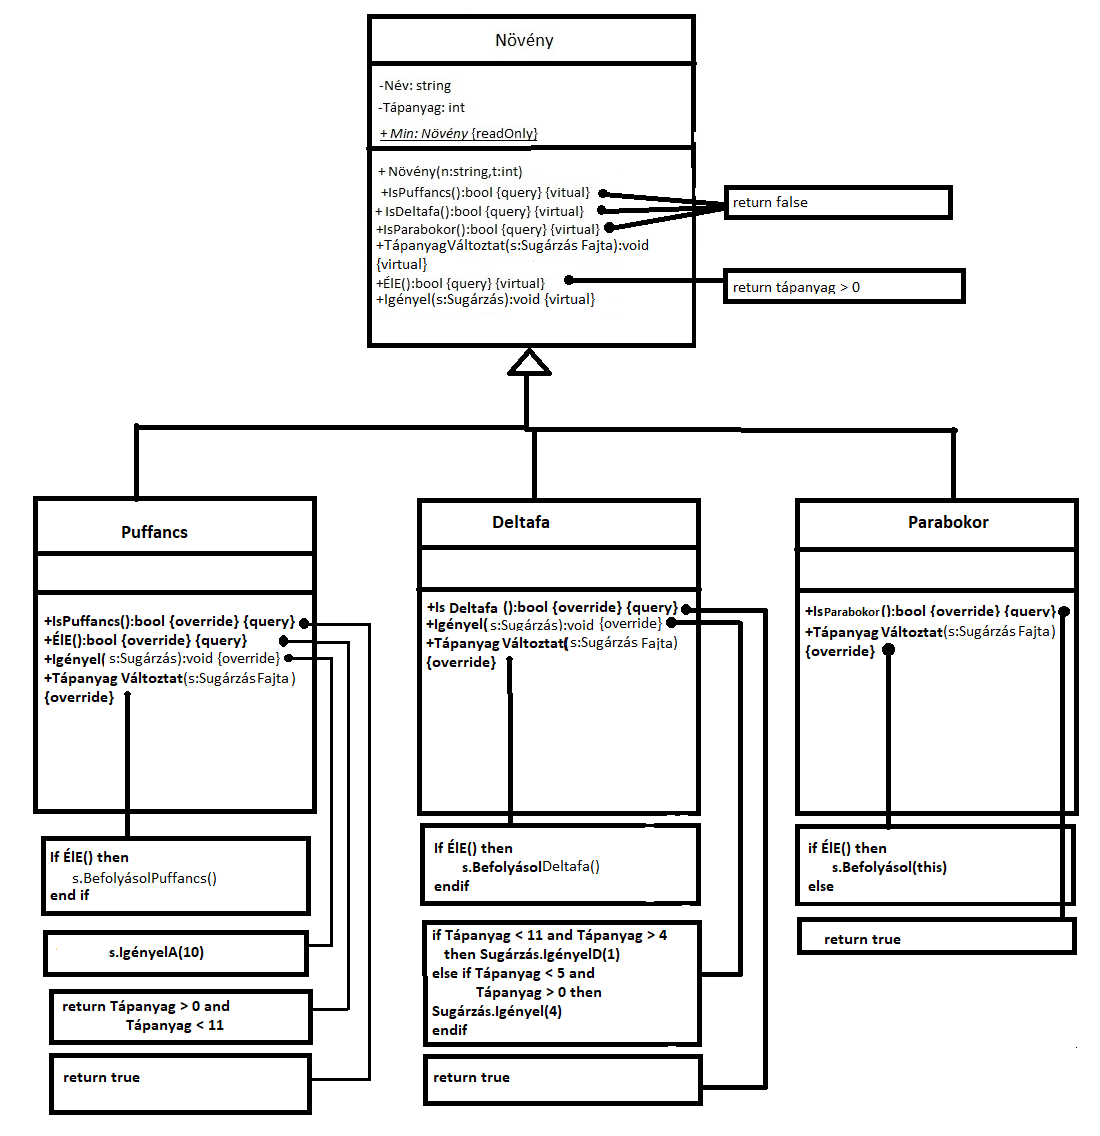 Növény
-Név: string
-Tápanyag: int
+ Min: Növény {readOnly}
+ Növény(n:string,t:int)
+IsPuffancs():bool {query} {vitual}
+ IsDeltafa():bool {query} {virtual}
+IsParabokor():bool {query} {virtual}
+TápanyagVáltoztat(s:Sugárzás Fajta):void
{virtual}
+ÉlE():bool {query} {virtual}
+Igényel(s:Sugárzás):void {virtual}
return false
return tápanyag > 0
Puffancs
+IsPuffancs():bool {override} {query}
+ÉlE():bool {override} {query}
+Igényel( s:Sugárzás):void {override}
+Tápanyag Változtat(s:Sugárzás Fajta)
{override}
If ÉlE() then
s.BefolyásolPuffancs()
end if
s.IgényelA(10)
return Tápanyag > 0 and
Tápanyag < 11
return true
Deltafa
+Is Deltafa ():bool {override} {query}
+Igényel( s:Sugárzás):void {override}
+Tápanyag Változtat(s:Sugárzás Fajta)
{override}
If ÉlE() then
s.BefolyásolDeltafa()
endif
if Tápanyag < 11 and Tápanyag > 4
then Sugárzás.IgényelD(1)
else if Tápanyag < 5 and
Tápanyag > 0 then
Sugárzás.Igényel(4)
endif
return true
Parabokor
+IsParabokor():bool {override} {query}
+Tápanyag Változtat(s:Sugárzás Fajta)
{override}
if ÉlE() then
s.Befolyásol(this)
else
return true